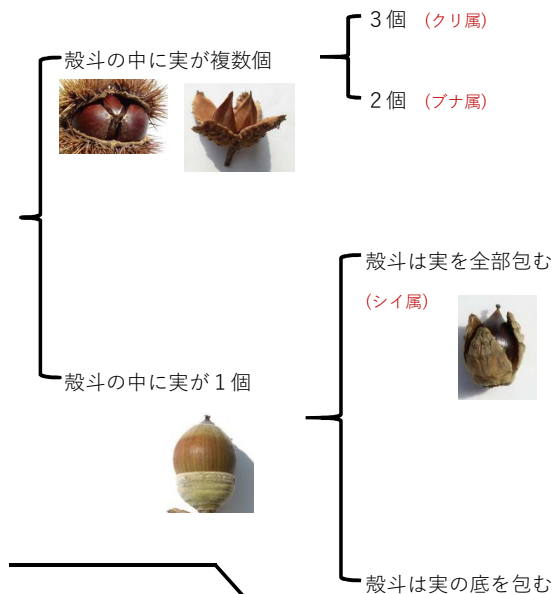 3個 (クリ属)
殻斗の中に実が複数個
2個 (ブナ属)
殻斗は実を全部包む
(シイ属)
殻斗の中に実が1個
殻斗は実の底を包む